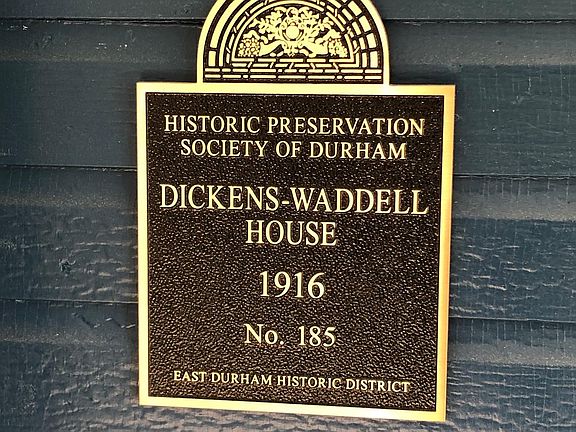 HISTORIC PRESERVATION
SOCIETY OF DURHAM
DICKENS-WADDELL
HOUSE
1916
No. 185
EAST DURHAM HISTORIC DISTRICT